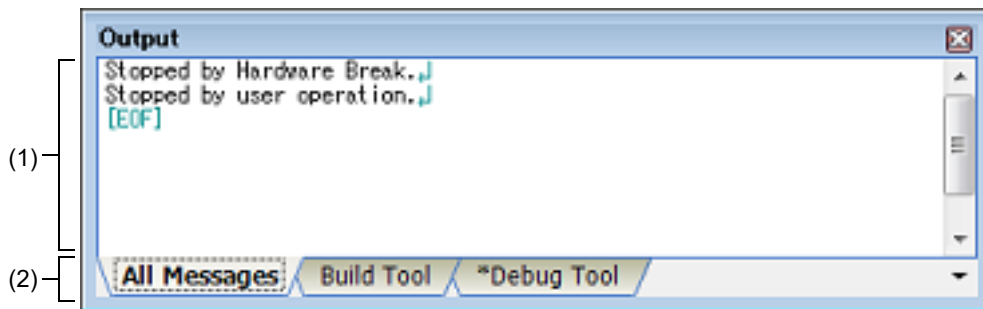 Output
Stopped by Hardware Break.↲
Stopped by user operation.↲
[EOF]
(1)
(2)
All Messages Build Tool *Debug Tool